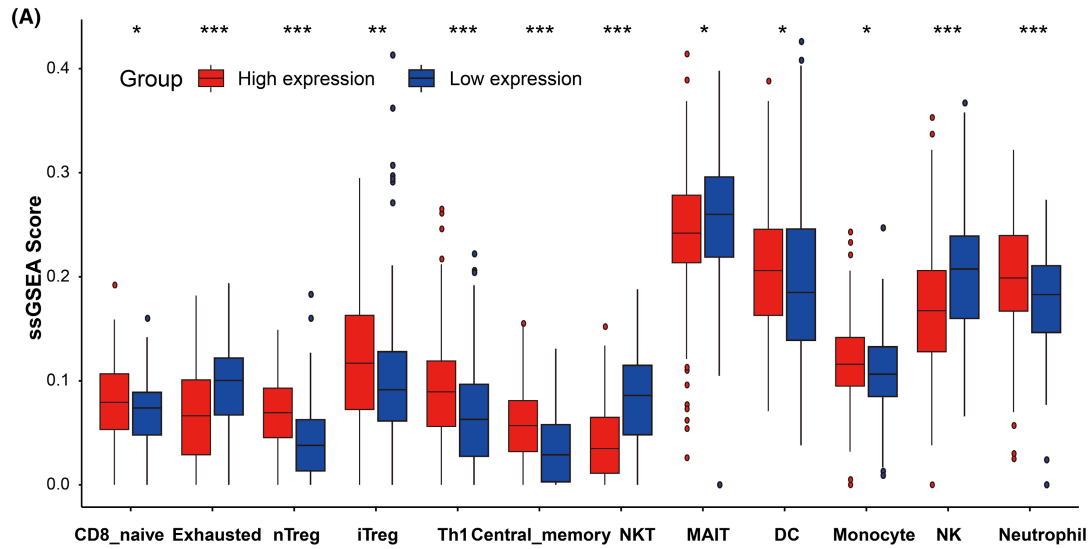 (A)
* *** *** ** *** *** *** * * * *** ***
Group High expression Low expression
ssGSEA Score
0.4
0.3
0.2
0.1
0.0
CD8_naive Exhausted nTreg iTreg Th1 Central_memory NKT MAIT DC Monocyte NK Neutrophil